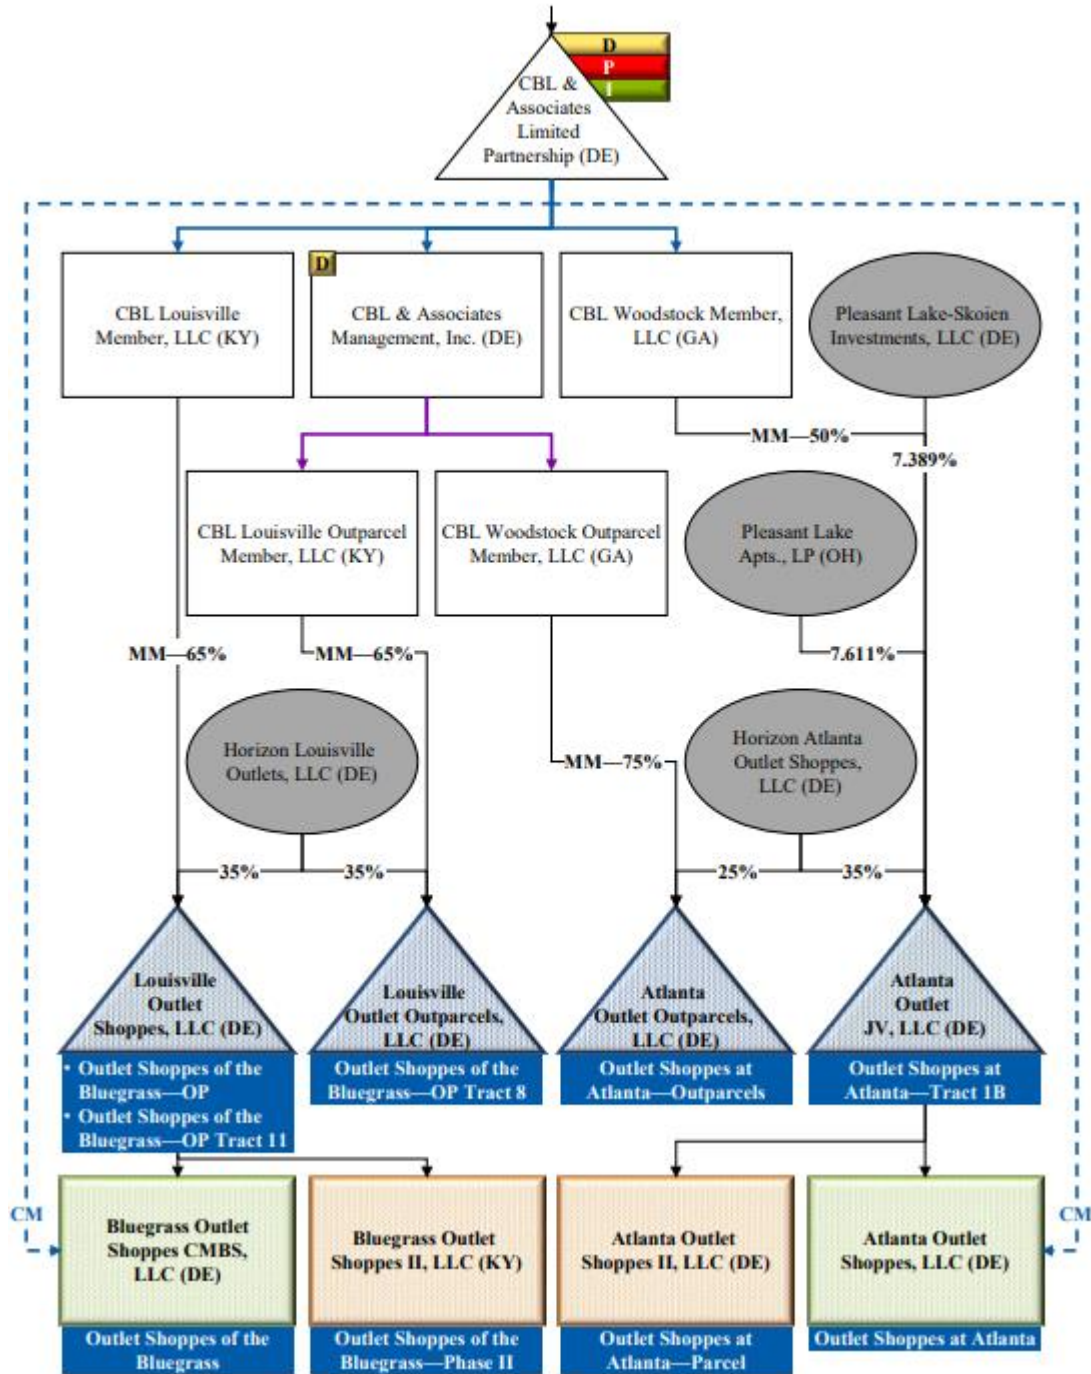 D
P
I
CBL &
Associates
Limited
Partnership (DE)
CBL Louisville
Member, LLC (KY)
D
CBL & Associates
Management, Inc. (DE)
CBL Woodstock Member,
LLC (GA)
Pleasant Lake-Skoien
Investments, LLC (DE)
MM—50%
7.389%
CBL Louisville Outparcel
Member, LLC (KY)
CBL Woodstock Outparcel
Member, LLC (GA)
Pleasant Lake
Apts., LP (OH)
MM—65%
MM—65%
7.611%
Horizon Louisville
Outlets, LLC (DE)
MM—75%
Horizon Atlanta
Outlet Shoppes,
LLC (DE)
35%
35%
25%
35%
Louisville
Outlet
Shoppes, LLC (DE)
Louisville
Outlet Outparcels,
LLC (DE)
Atlanta
Outlet Outparcels,
LLC (DE)
Atlanta
Outlet
JV, LLC (DE)
• Outlet Shoppes of the
Bluegrass—OP
• Outlet Shoppes of the
Bluegrass—OP Tract 11
Outlet Shoppes of the
Bluegrass—OP Tract 8
Outlet Shoppes at
Atlanta—Outparcels
Outlet Shoppes at
Atlanta—Tract 1B
CM
CM
Bluegrass Outlet
Shoppes CMBS,
LLC (DE)
Bluegrass Outlet
Shoppes II, LLC (KY)
Atlanta Outlet
Shoppes II, LLC (DE)
Atlanta Outlet
Shoppes, LLC (DE)
Outlet Shoppes of the
Bluegrass
Outlet Shoppes of the
Bluegrass—Phase II
Outlet Shoppes at
Atlanta—Parcel
Outlet Shoppes at Atlanta